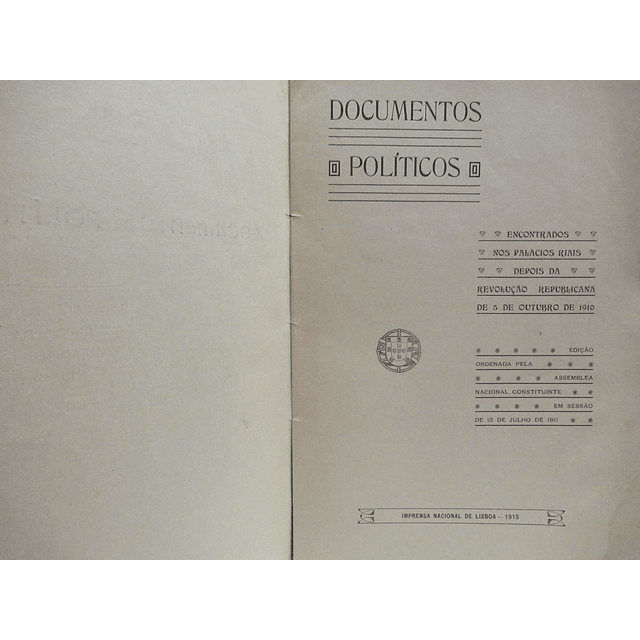 DOCUMENTOS
POLÍTICOS
ENCONTRADOS
NOS PALACIOS RIAIS
DEPOIS DA
REVOLUÇÃO REPUBLICANA
DE 5 DE OUTUBRO DE 1910
EDIÇÃO
ORDENADA PELA
ASSEMBLEA
NACIONAL CONSTITUINTE
EM SESSÃO
DE 13 DE JULHO DE 1911
IMPRENSA NACIONAL DE LISBOA — 1915